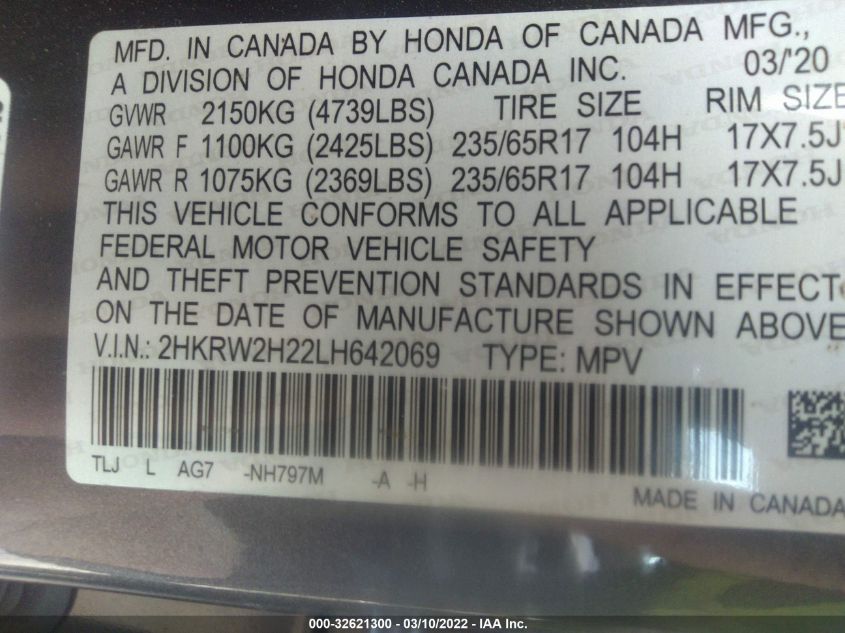 MFD. IN CANADA BY HONDA OF CANADA MFG.,
A DIVISION OF HONDA CANADA INC. 03/'20
GVWR 2150KG (4739LBS) TIRE SIZE RIM SIZE
GAWR F 1100KG (2425LBS) 235/65R17 104H 17X7.5J
GAWR R 1075KG (2369LBS) 235/65R17 104H 17X7.5J
THIS VEHICLE CONFORMS TO ALL APPLICABLE
FEDERAL MOTOR VEHICLE SAFETY
AND THEFT PREVENTION STANDARDS IN EFFECT
ON THE DATE OF MANUFACTURE SHOWN ABOVE
V.I.N.: 2HKRW2H22LH642069 TYPE: MPV
TLJ L AG7 -NH797M -A -H
MADE IN CANADA
000-32621300 - 03/10/2022 - IAA Inc.